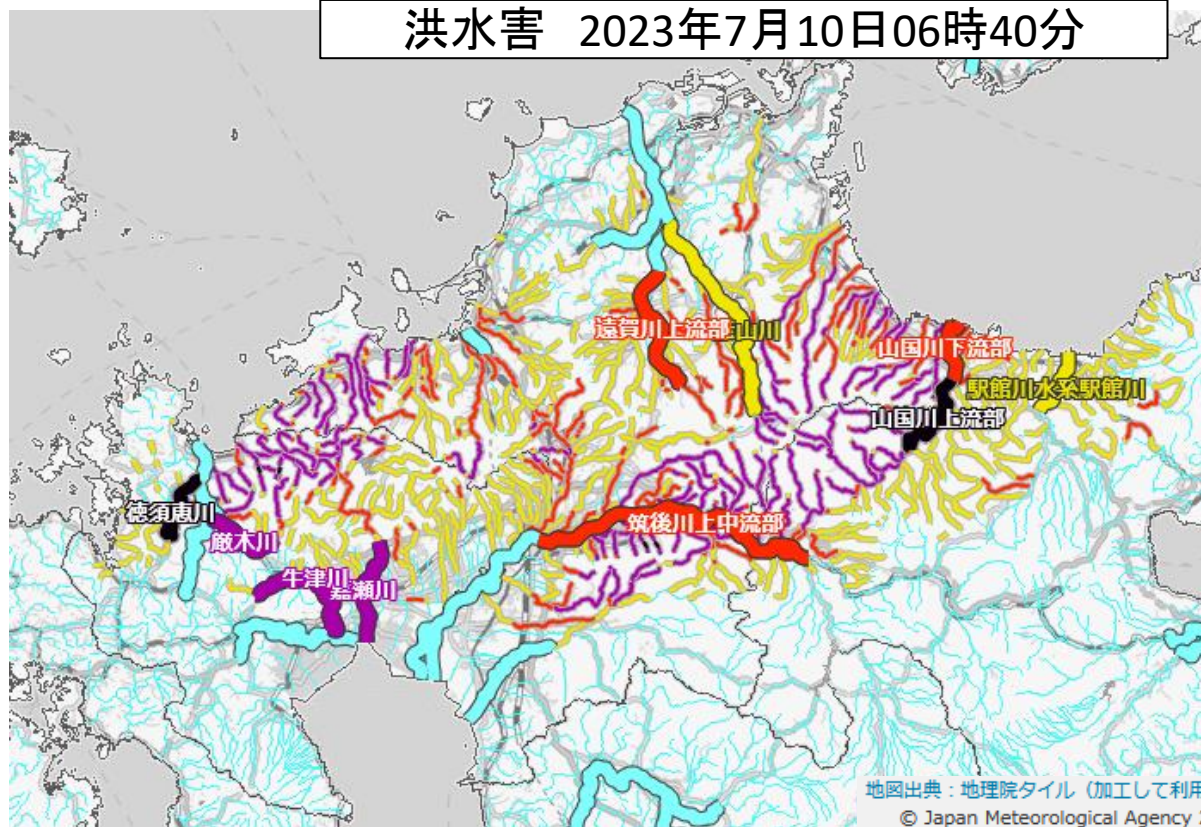 洪水害 2023年7月10日06時40分
遠賀川上流部
山川
山国川下流部
駅館川水系駅館川
山国川上流部
徳須恵川
厳木川
筑後川上中流部
牛津川
嘉瀬川
地図出典：地理院タイル（加工して利用
© Japan Meteorological Agency